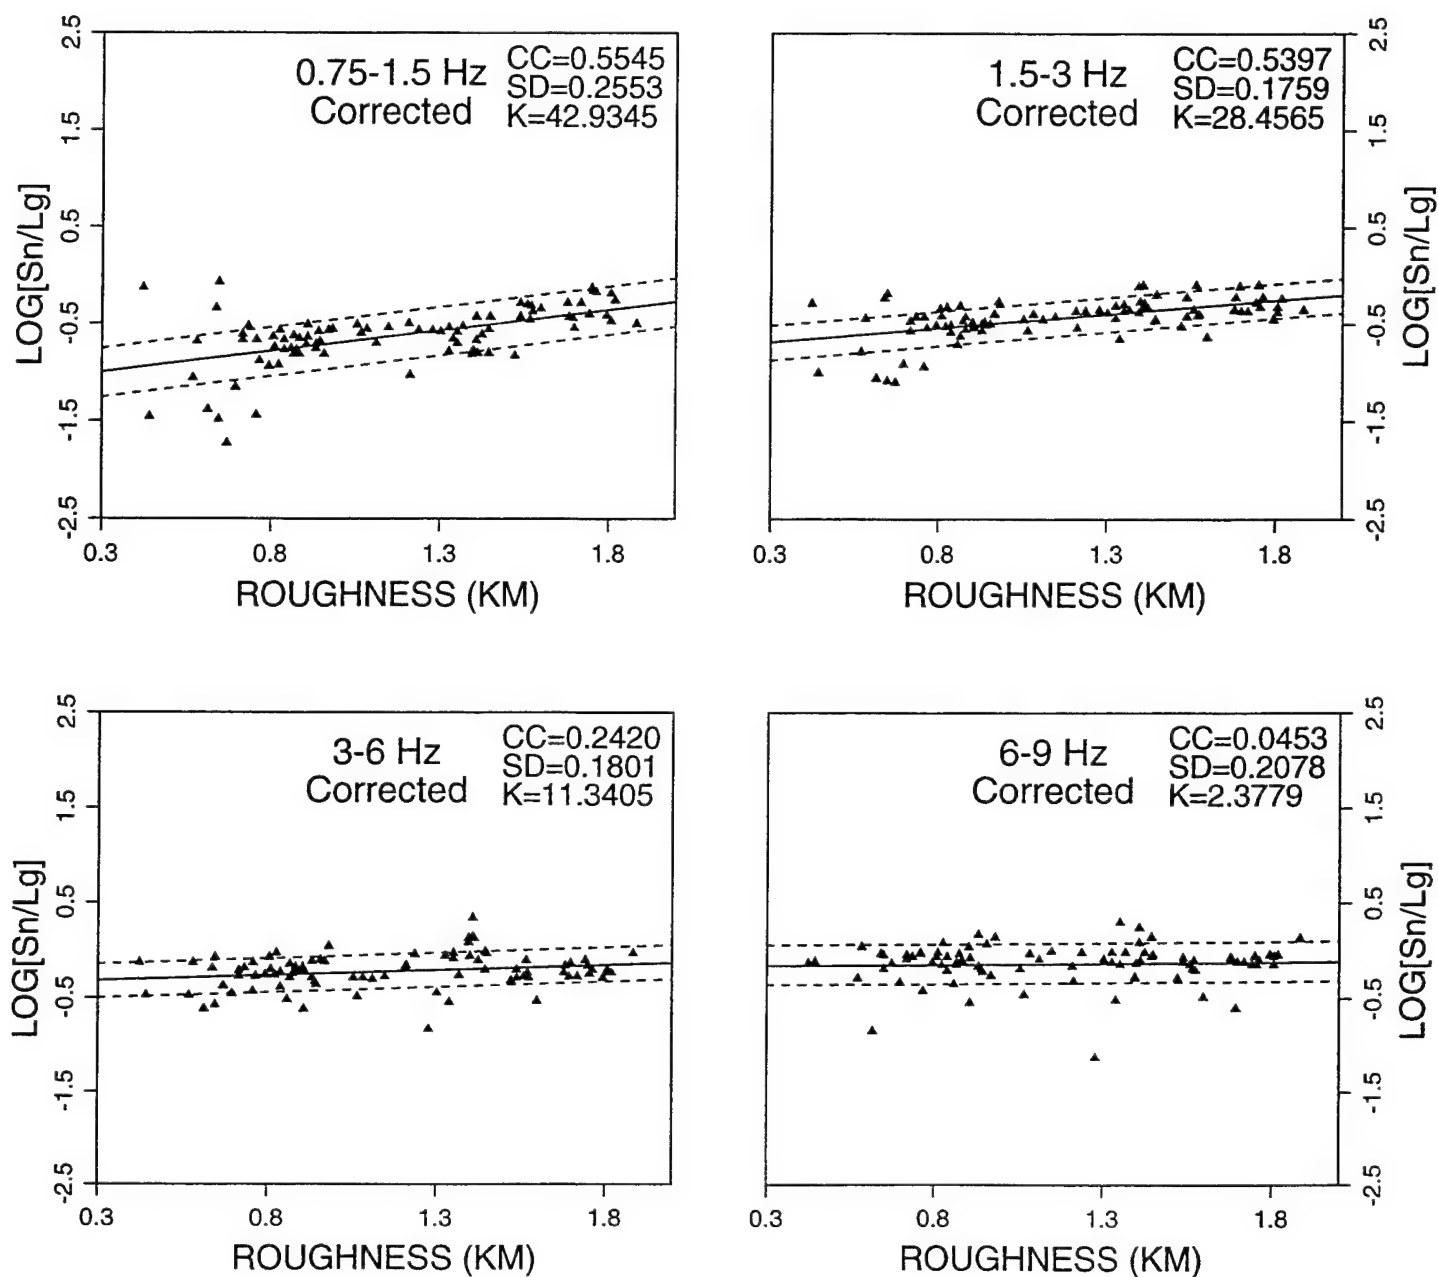 0.75-1.5 Hz
Corrected
CC=0.5545
SD=0.2553
K=42.9345
2.5
1.5
0.5
-0.5
-1.5
-2.5
LOG[Sn/Lg]
0.3 0.8 1.3 1.8
ROUGHNESS (KM)
1.5-3 Hz
Corrected
CC=0.5397
SD=0.1759
K=28.4565
2.5
1.5
0.5
-0.5
-1.5
-2.5
LOG[Sn/Lg]
0.3 0.8 1.3 1.8
ROUGHNESS (KM)
3-6 Hz
Corrected
CC=0.2420
SD=0.1801
K=11.3405
2.5
1.5
0.5
-0.5
-1.5
-2.5
LOG[Sn/Lg]
0.3 0.8 1.3 1.8
ROUGHNESS (KM)
6-9 Hz
Corrected
CC=0.0453
SD=0.2078
K=2.3779
2.5
1.5
0.5
-0.5
-1.5
-2.5
LOG[Sn/Lg]
0.3 0.8 1.3 1.8
ROUGHNESS (KM)